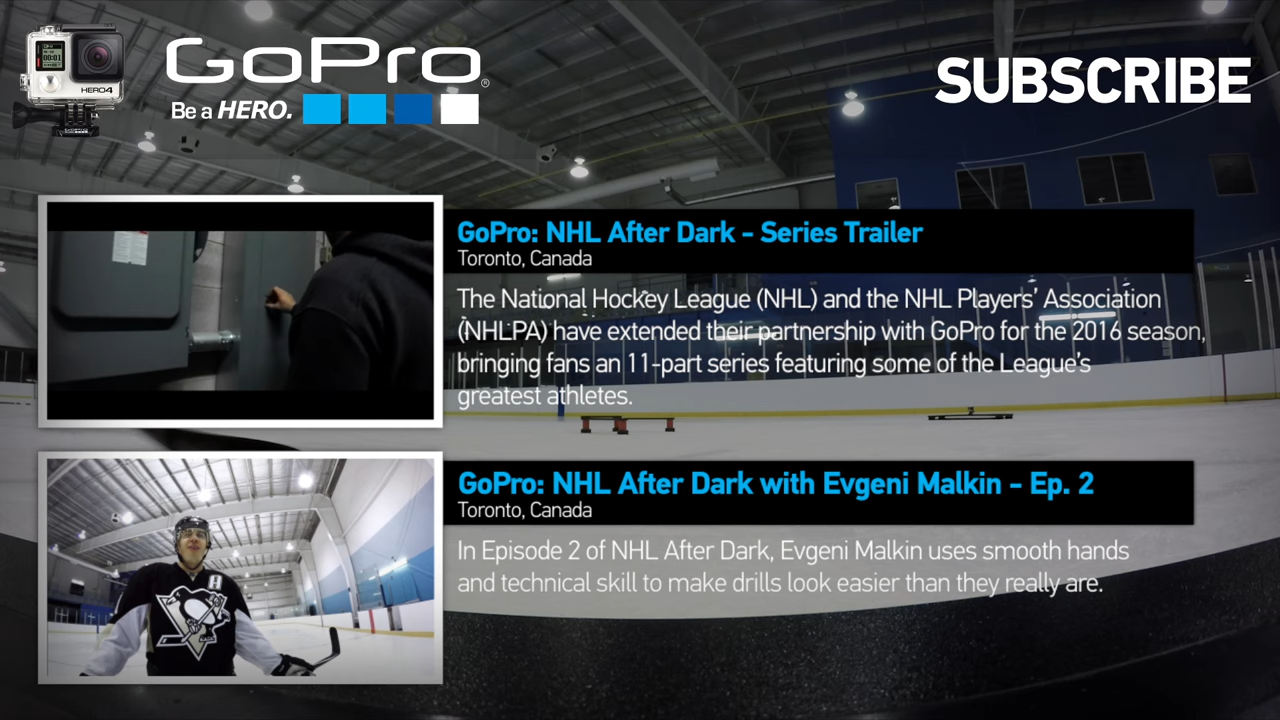 GoPro®
Be a HERO.
SUBSCRIBE
HERO4
GoPro: NHL After Dark - Series Trailer
Toronto, Canada
The National Hockey League (NHL) and the NHL Players' Association
(NHLPA) have extended their partnership with GoPro for the 2016 season,
bringing fans an 11-part series featuring some of the League's
greatest athletes.
GoPro: NHL After Dark with Evgeni Malkin - Ep. 2
Toronto, Canada
In Episode 2 of NHL After Dark, Evgeni Malkin uses smooth hands
and technical skill to make drills look easier than they really are.